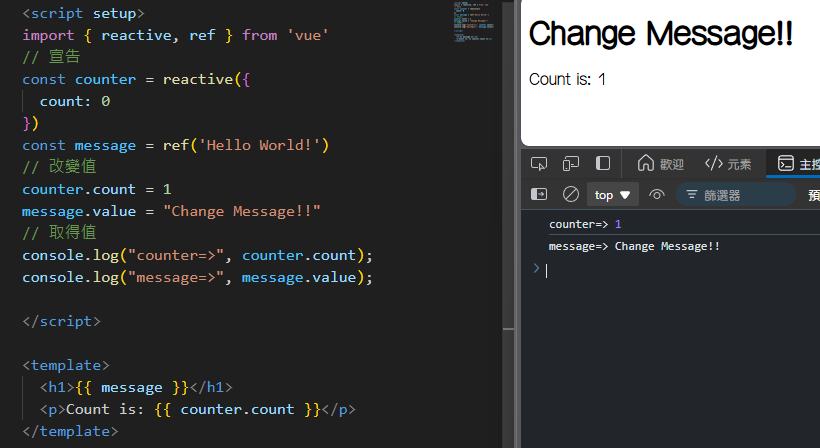 <script setup>
import { reactive, ref } from 'vue'
// 宣告
const counter = reactive({
  count: 0
})
const message = ref('Hello World!')
// 改變值
counter.count = 1
message.value = "Change Message!!"
// 取得值
console.log("counter=>", counter.count);
console.log("message=>", message.value);
</script>
<template>
  <h1>{{ message }}</h1>
  <p>Count is: {{ counter.count }}</p>
</template>
Change Message!!
Count is: 1
歡迎 </> 元素 主控
top ▼ 篩選器 預
counter=> 1
message=> Change Message!!
>